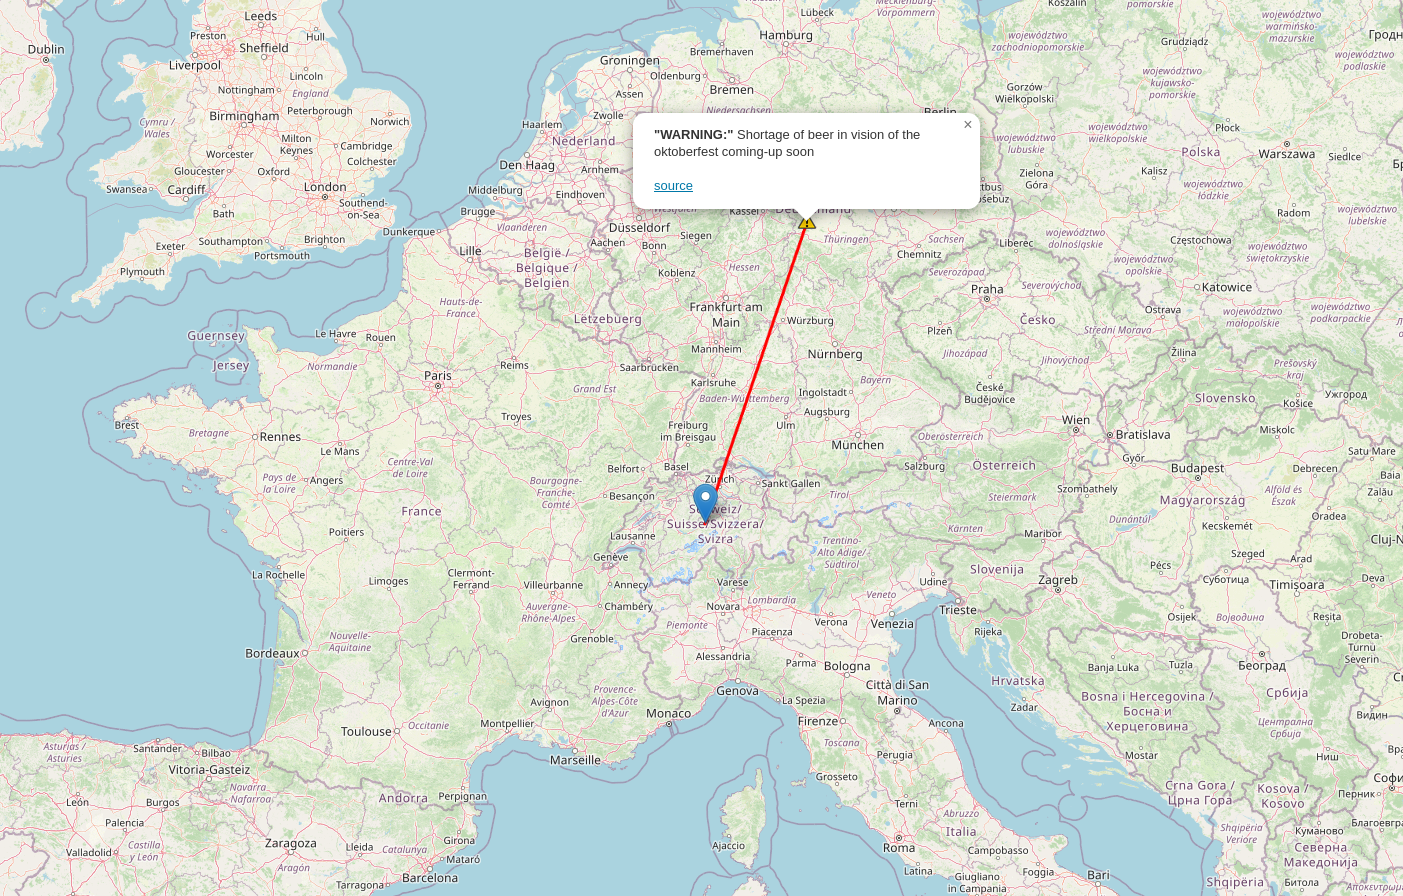 "WARNING:" Shortage of beer in vision of the
oktoberfest coming-up soon
source
×
Leeds
Preston
Hull
Sheffield
Dublin
Liverpool
Lincoln
Nottingham
England
Peterborough
Birmingham
Norwich
Cymru /
Wales
Milton
Keynes
Cambridge
Worcester
Colchester
Gloucester
Oxford
Swansea
Cardiff
London
Southend-
on-Sea
Bath
Southampton
Brighton
Exeter
Portsmouth
Plymouth
Guernsey
Jersey
Lübeck
Hamburg
Mecklenburg-
Vorpommern
Bremerhaven
Groningen
Oldenburg
Bremen
Assen
Zwolle
Niedersachsen
Berlin
Haarlem
Nederland
Den Haag
Arnhem
Middelburg
Eindhoven
Brugge
Dunkerque
Vlaanderen
Düsseldorf
Kassel
Deutschland
Lille
Aachen
Siegen
Bonn
Thüringen
Sachsen
Chemnitz
België /
Belgique /
Belgien
Koblenz
Hessen
Hauts-de-
France
Frankfurt am
Main
Lëtzebuerg
Würzburg
Le Havre
Rouen
Nürnberg
Mannheim
Normandie
Reims
Saarbrücken
Paris
Karlsruhe
Bayern
Grand Est
Baden-Württemberg
Ingolstadt
Augsburg
Troyes
Freiburg
im Breisgau
Ulm
München
Brest
Bretagne
Rennes
Le Mans
Centre-Val
de Loire
Belfort
Basel
Zürich
Sankt Gallen
Angers
Pays de
la Loire
Bourgogne-
Franche-
Comté
Besançon
Schweiz/
Suisse/Svizzera/
Svizra
France
Poitiers
Lausanne
Genève
La Rochelle
Limoges
Clermont-
Ferrand
Villeurbanne
Annecy
Varese
Chambéry
Novara
Lombardia
Auvergne-
Rhône-Alpes
Piemonte
Grenoble
Piacenza
Nouvelle-
Aquitaine
Bordeaux
Alessandria
Parma
Bologna
Genova
La Spezia
Provence-
Alpes-Côte
d'Azur
Avignon
Monaco
Firenze
Toulouse
Occitanie
Montpellier
Marseille
Toscana
Perugia
Grosseto
Città di San
Marino
Ancona
Terni
Abruzzo
Italia
Roma
Campobasso
Latina
Giugliano
in Campania
Foggia
Bari
Ajaccio
Asturias /
Asturies
Santander
Bilbao
Vitoria-Gasteiz
Navarra -
Nafarroa
León
Burgos
Palencia
Valladolid
Castilla
y León
Zaragoza
Aragón
Lleida
Andorra
Perpignan
Girona
Catalunya
Mataró
Barcelona
Tarragona
Koszalin
pomorskie
województwo
zachodniopomorskie
województwo
warmińsko-
mazurskie
Grudziądz
województwo
podlaskie
województwo
kujawsko-
pomorskie
Gorzów
Wielkopolski
Płock
województwo
lubuskie
województwo
wielkopolskie
Polska
Warszawa
Siedlce
Zielona
Góra
Kalisz
województwo
łódzkie
Radom
województwo
lubelskie
Liberec
województwo
dolnośląskie
Częstochowa
województwo
świętokrzyskie
województwo
opolskie
Severozápad
Severovýchod
Praha
Katowice
Ostrava
województwo
małopolskie
województwo
podkarpackie
Plzeň
Česko
Střední Morava
Jihozápad
Jihovýchod
Žilina
Prešovský
kraj
České
Budějovice
Slovensko
Košice
Ужгород
Wien
Bratislava
Miskolc
Oberösterreich
Győr
Satu Mare
Salzburg
Österreich
Budapest
Debrecen
Baia
Szombathely
Magyarország
Alföld és
Észak
Zalău
Tirol
Steiermark
Oradea
Dunántúl
Kecskemét
Kärnten
Maribor
Cluj-N
Trentino-
Alto Adige/
Südtirol
Szeged
Arad
Slovenija
Pécs
Udine
Zagreb
Суботица
Timișoara
Deva
Veneto
Verona
Venezia
Trieste
Rijeka
Osijek
Војводина
Reșița
Banja Luka
Tuzla
Београд
Drobeta-
Turnu
Severin
Hrvatska
Bosna i Hercegovina /
Босна и
Херцеговина
Србија
Zadar
Видин
Централна
Србија
Mostar
Ниш
Crna Gora /
Црна Гора
Kosova /
Kosovo
Перник
Куманово
Благоевград
Shqipëria
Veriore
Северна
Македонија
Shqipëria
Битола